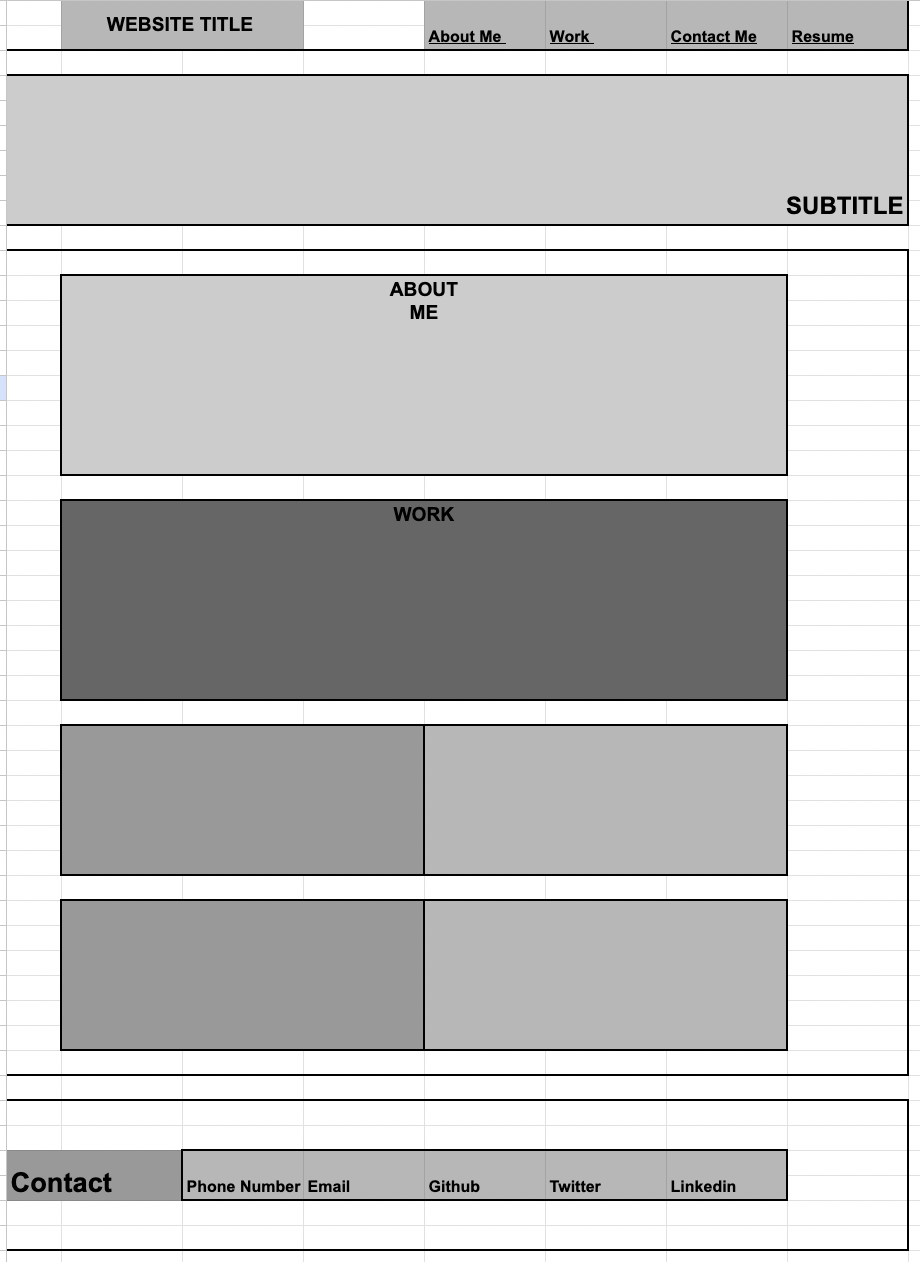 WEBSITE TITLE
About Me Work Contact Me Resume
SUBTITLE
ABOUT
ME
WORK
Contact
Phone Number Email Github Twitter Linkedin